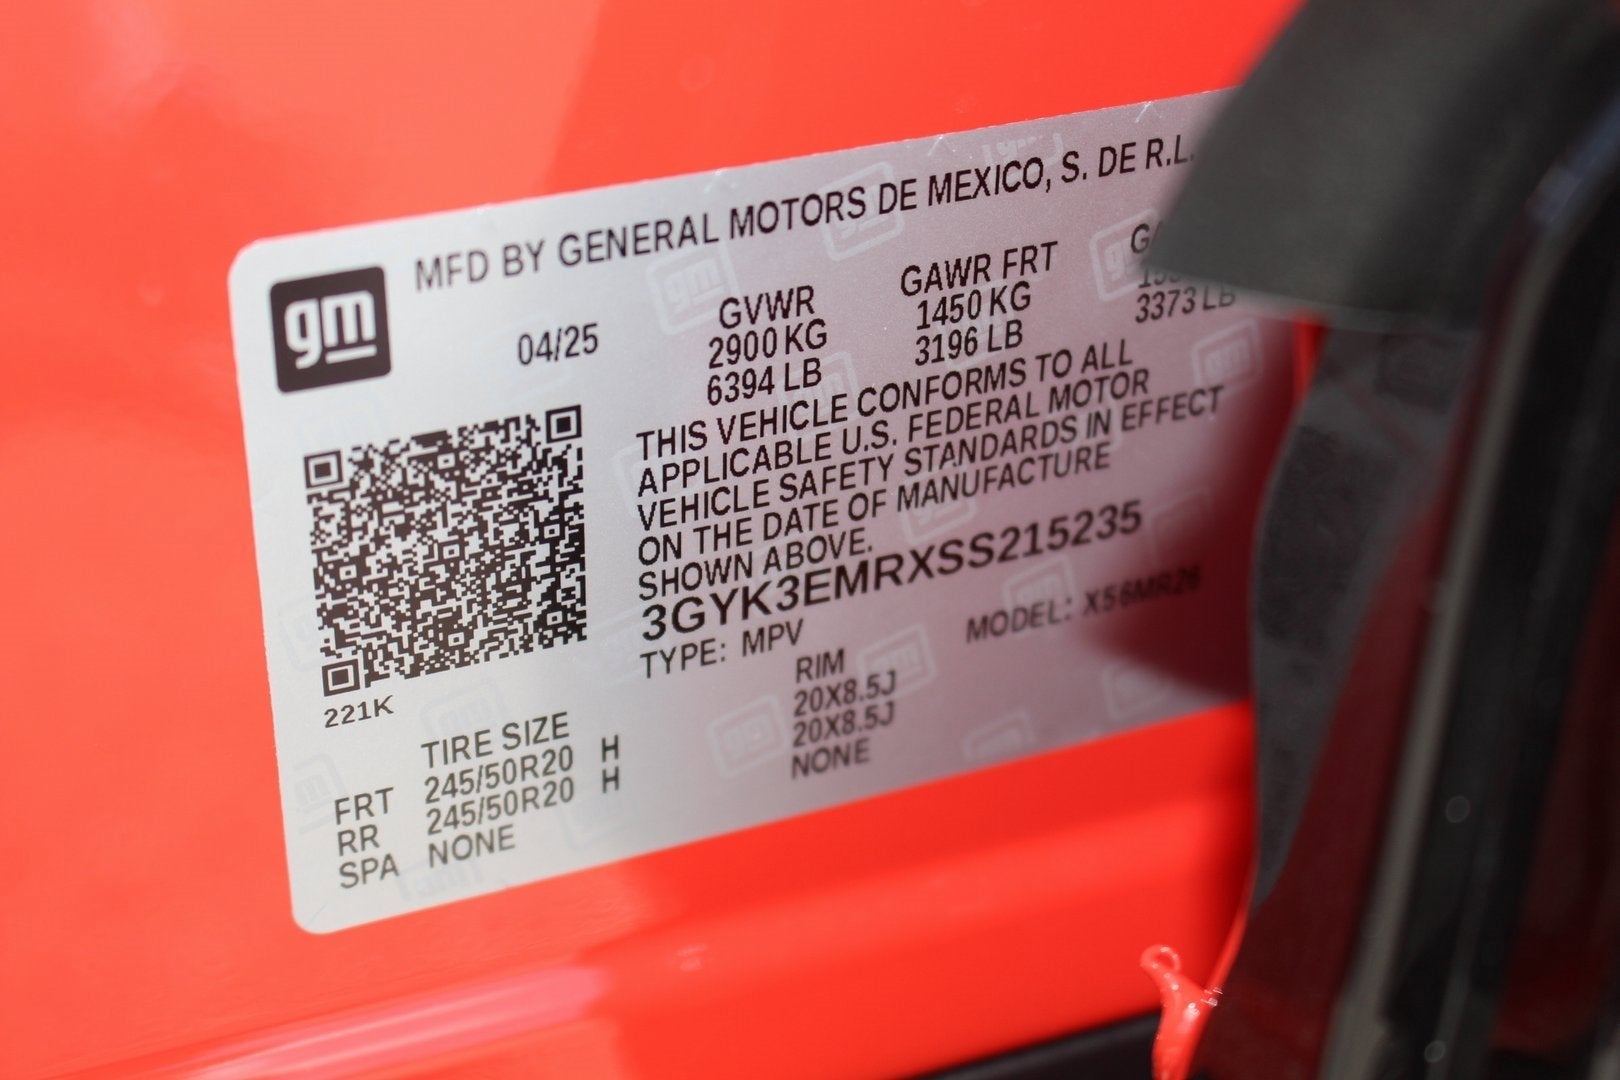 MFD BY GENERAL MOTORS DE MEXICO, S. DE R.L.
gm
04/25
GVWR
2900 KG
6394 LB
GAWR FRT
1450 KG
3196 LB
3373 LB
THIS VEHICLE CONFORMS TO ALL
APPLICABLE U.S. FEDERAL MOTOR
VEHICLE SAFETY STANDARDS IN EFFECT
ON THE DATE OF MANUFACTURE
SHOWN ABOVE.
3GYK3EMRXSS215235
TYPE: MPV
MODEL: X56MR26
221K
TIRE SIZE
RIM
FRT 245/50R20 H 20X8.5J
RR 245/50R20 H 20X8.5J
SPA NONE NONE